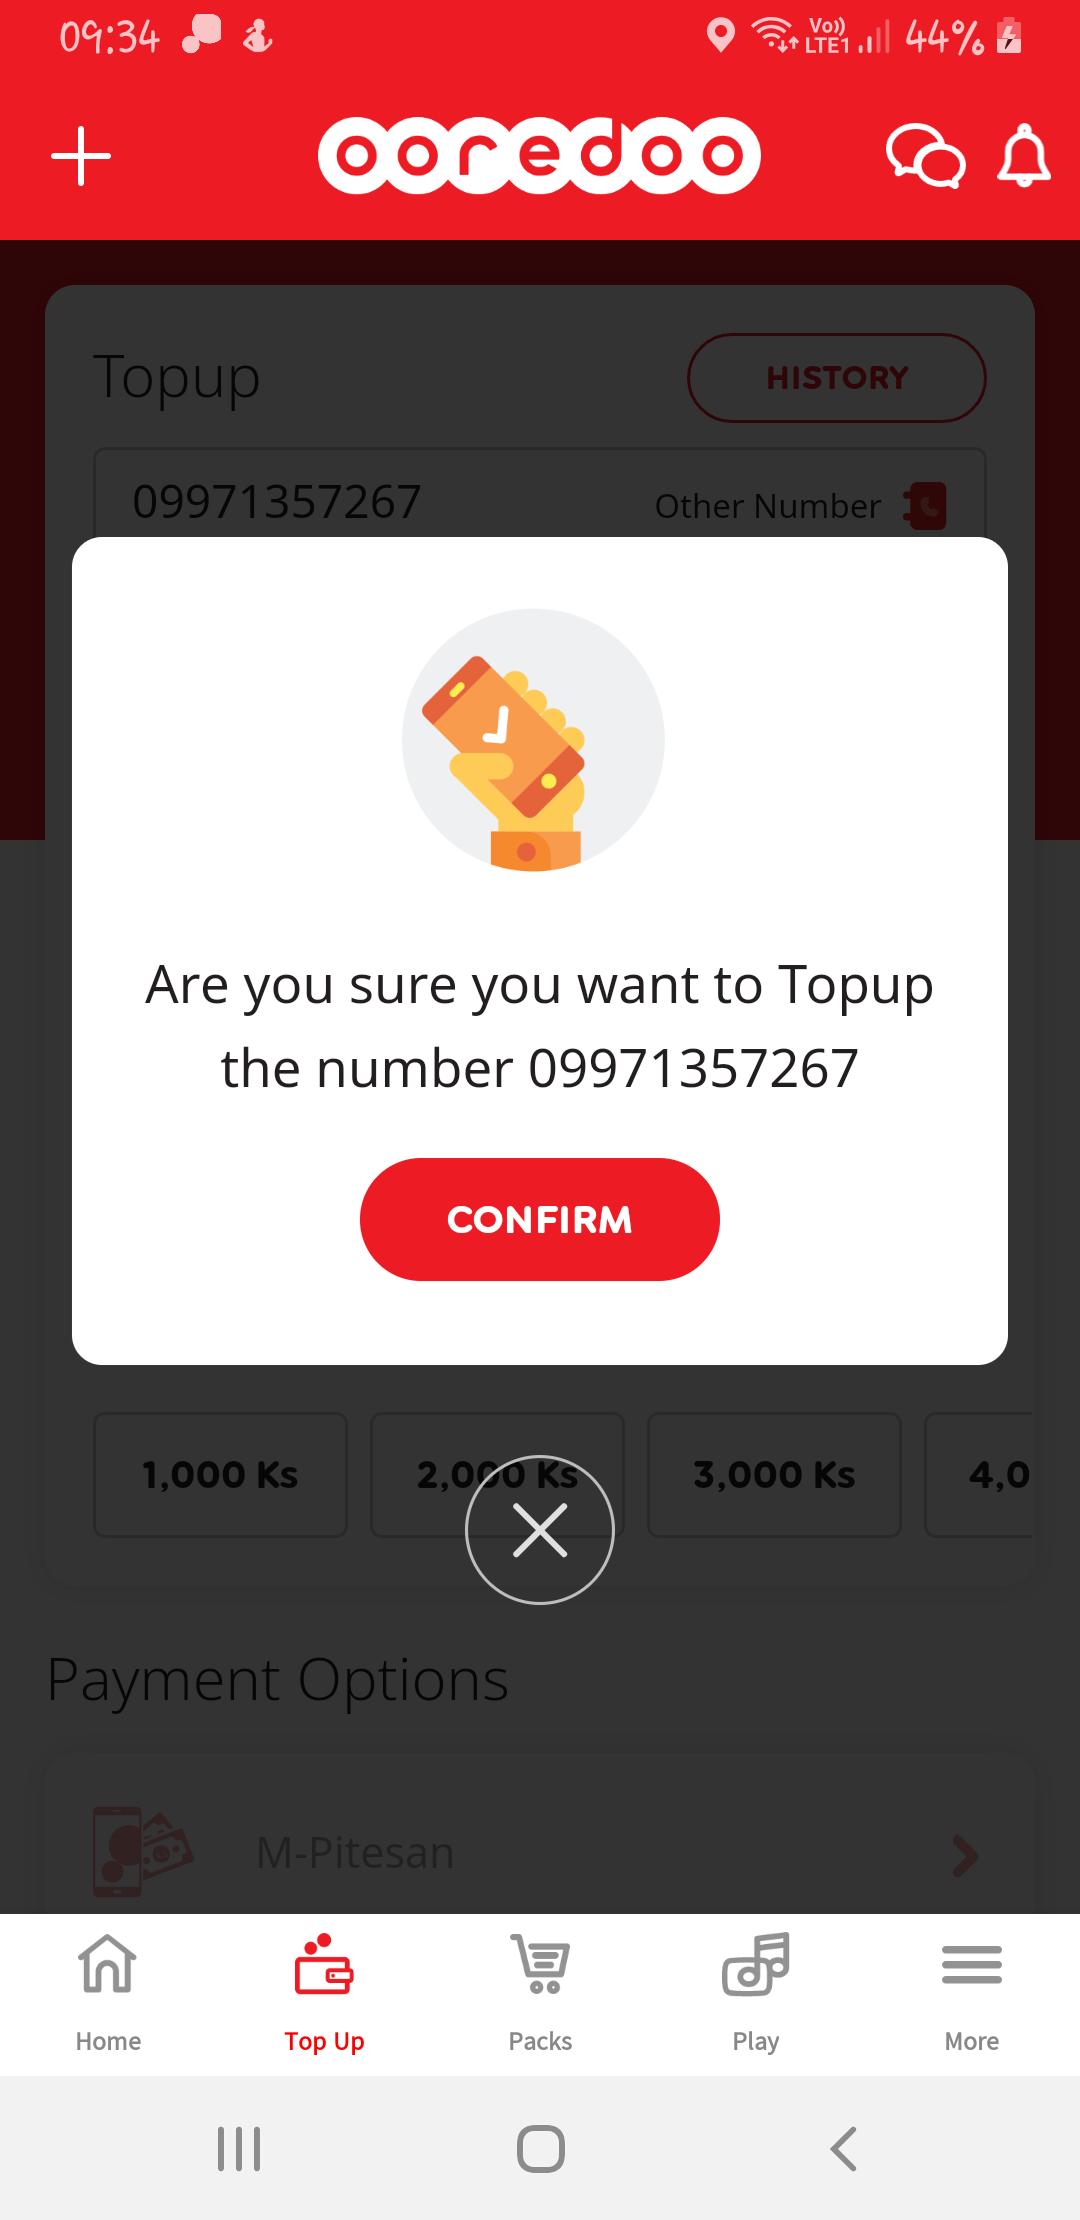 09:34
Vo))
LTE1
44%
ooredoo
Topup
HISTORY
09971357267
Other Number
Are you sure you want to Topup
the number 09971357267
CONFIRM
1,000 Ks
2,000 Ks
3,000 Ks
4,0
Payment Options
M-Pitesan
Home
Top Up
Packs
Play
More